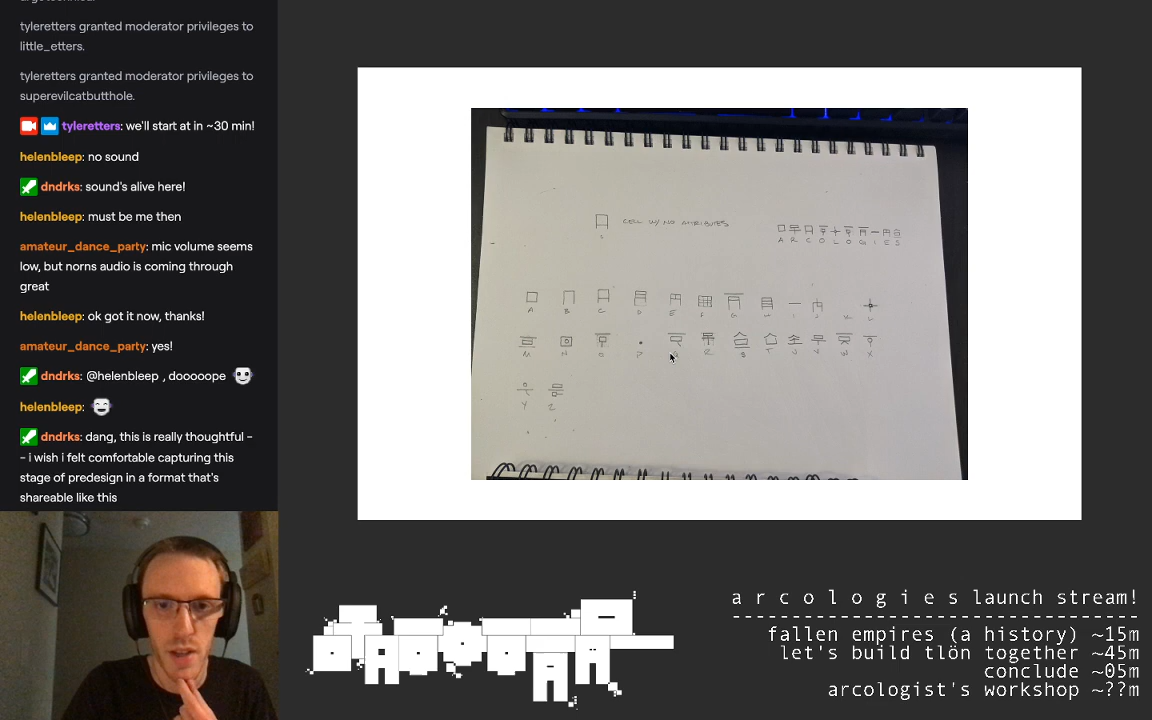 tyleretters granted moderator privileges to
little_etters.
tyleretters granted moderator privileges to
superevilcatbutthole.
tyleretters: we'll start at in ~30 min!
helenbleep: no sound
dndrks: sound's alive here!
helenbleep: must be me then
amateur_dance_party: mic volume seems
low, but norns audio is coming through
great
helenbleep: ok got it now, thanks!
amateur_dance_party: yes!
dndrks: @helenbleep , dooooope
helenbleep:
dndrks: dang, this is really thoughtful -
- i wish i felt comfortable capturing this
stage of predesign in a format that's
shareable like this
CELL W/ NO ATTRIBUTES
A R C O L O G I E S
A B C D E F G H I J K L
M N O P Q R S T U V W X
Y Z
a r c o l o g i e s launch stream!
fallen empires (a history) ~15m
let's build tlön together ~45m
conclude ~05m
arcologist's workshop ~??m